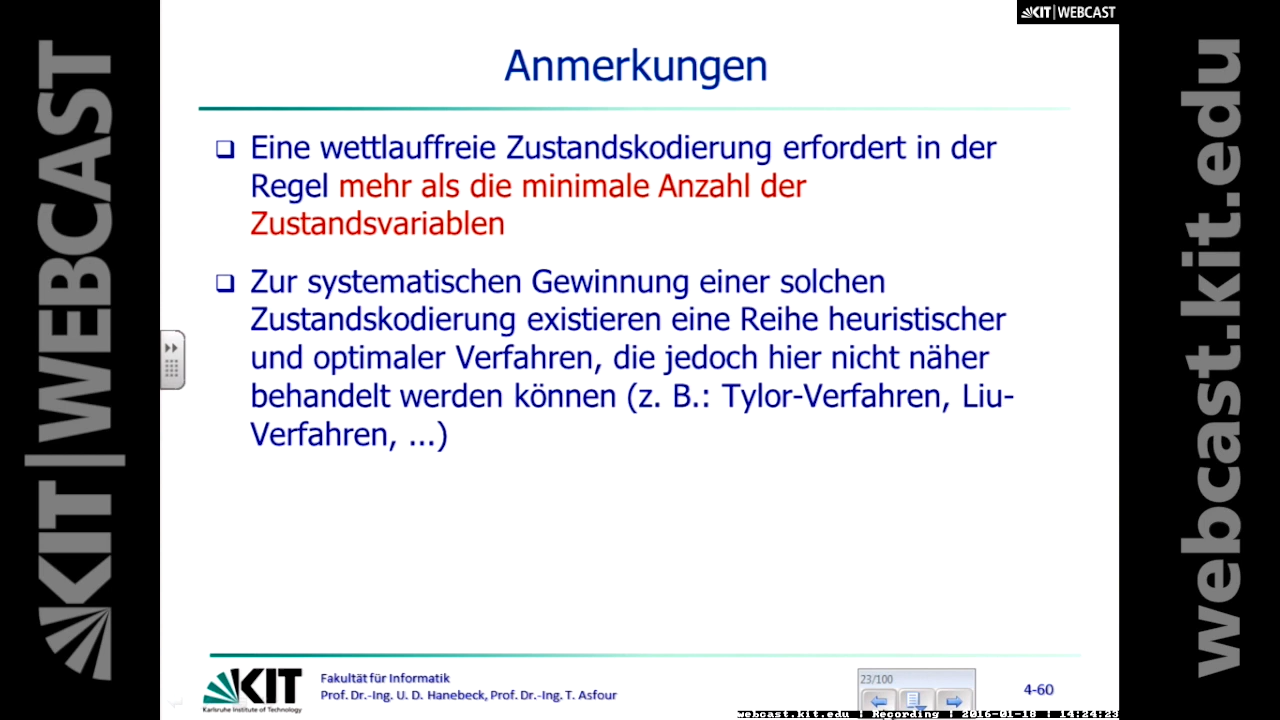 KIT | WEBCAST
Anmerkungen
Eine wettlauffreie Zustandskodierung erfordert in der
Regel mehr als die minimale Anzahl der
Zustandsvariablen
Zur systematischen Gewinnung einer solchen
Zustandskodierung existieren eine Reihe heuristischer
und optimaler Verfahren, die jedoch hier nicht näher
behandelt werden können (z. B.: Tylor-Verfahren, Liu-
Verfahren, ...)
KIT
Karlsruhe Institute of Technology
Fakultät für Informatik
Prof. Dr.-Ing. U. D. Hanebeck, Prof. Dr.-Ing. T. Asfour
23/100
4-60
webcast.kit.edu | Recording | 2016-01-18 | 14:24:23
KIT | WEBCAST
webcast.kit.edu